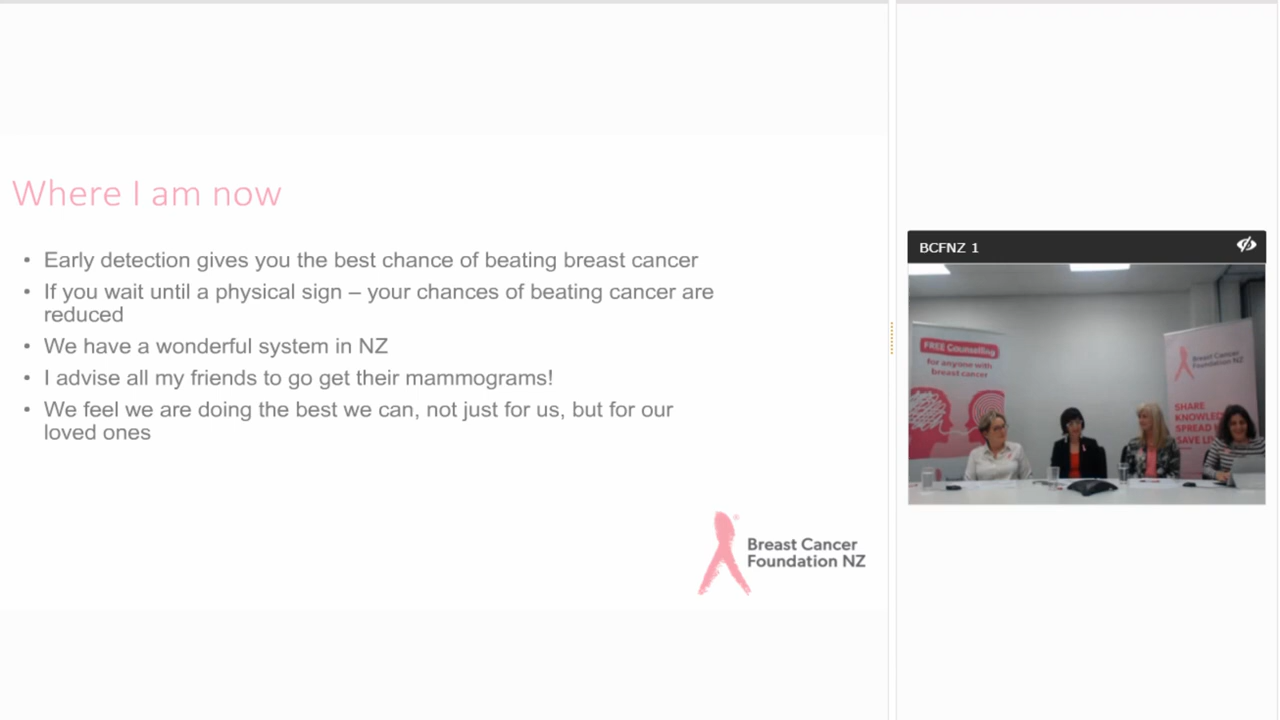 Where I am now
• Early detection gives you the best chance of beating breast cancer
• If you wait until a physical sign – your chances of beating cancer are
reduced
• We have a wonderful system in NZ
• I advise all my friends to go get their mammograms!
• We feel we are doing the best we can, not just for us, but for our
loved ones
Breast Cancer
Foundation NZ
BCFNZ 1
FREE Counselling
for anyone with
breast cancer
Breast Cancer
Foundation NZ
SHARE
KNOWLED
SPREAD
SAVE LI